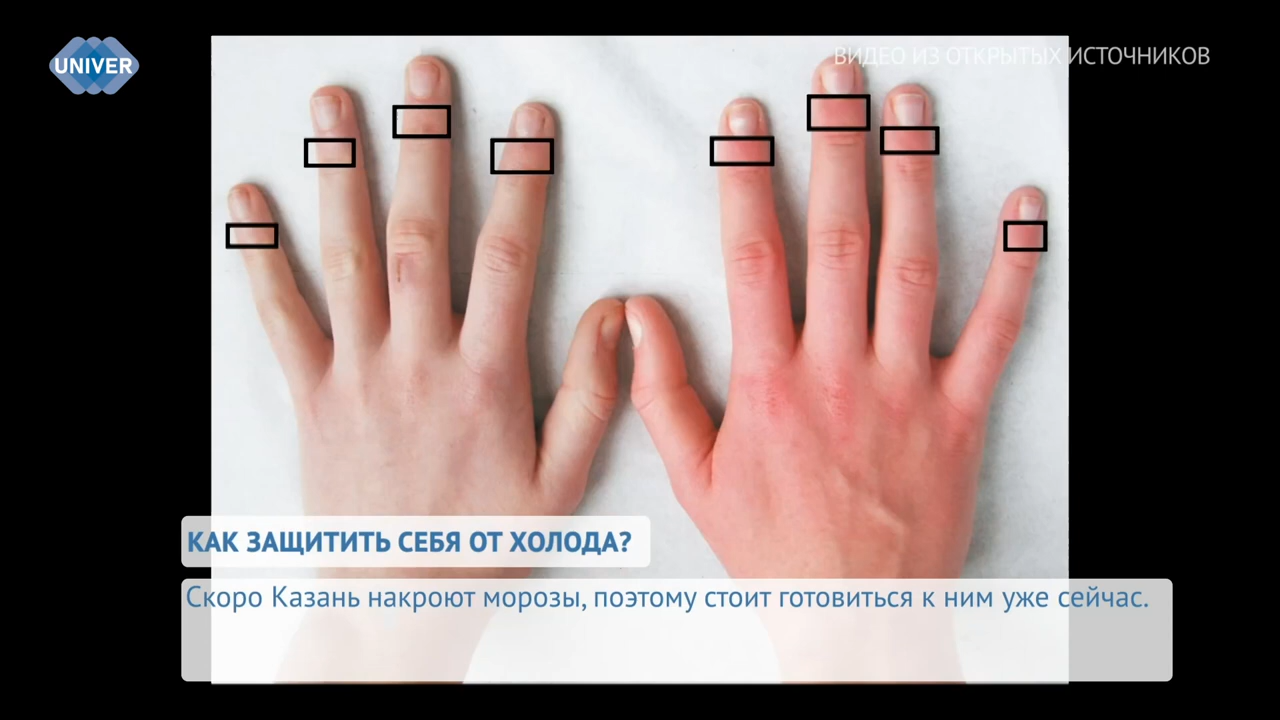 UNIVER
ВИДЕО ИЗ ОТКРЫТЫХ ИСТОЧНИКОВ
КАК ЗАЩИТИТЬ СЕБЯ ОТ ХОЛОДА?
Скоро Казань накроют морозы, поэтому стоит готовиться к ним уже сейчас.